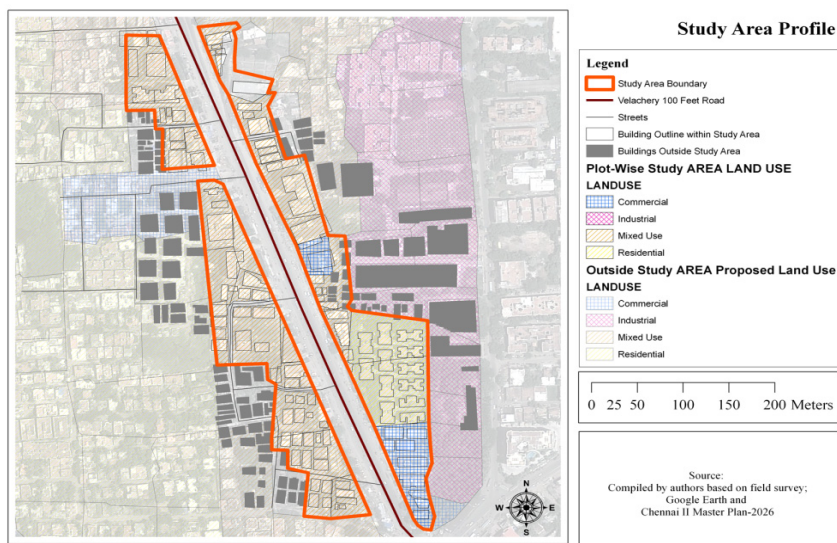 Study Area Profile
Legend
Study Area Boundary
Velachery 100 Feet Road
Streets
Building Outline within Study Area
Buildings Outside Study Area
Plot-Wise Study AREA LAND USE
LANDUSE
Commercial
Industrial
Mixed Use
Residential
Outside Study AREA Proposed Land Use
LANDUSE
Commercial
Industrial
Mixed Use
Residential
0 25 50 100 150 200 Meters
N
W E
S
Source:
Compiled by authors based on field survey;
Google Earth and
Chennai II Master Plan-2026